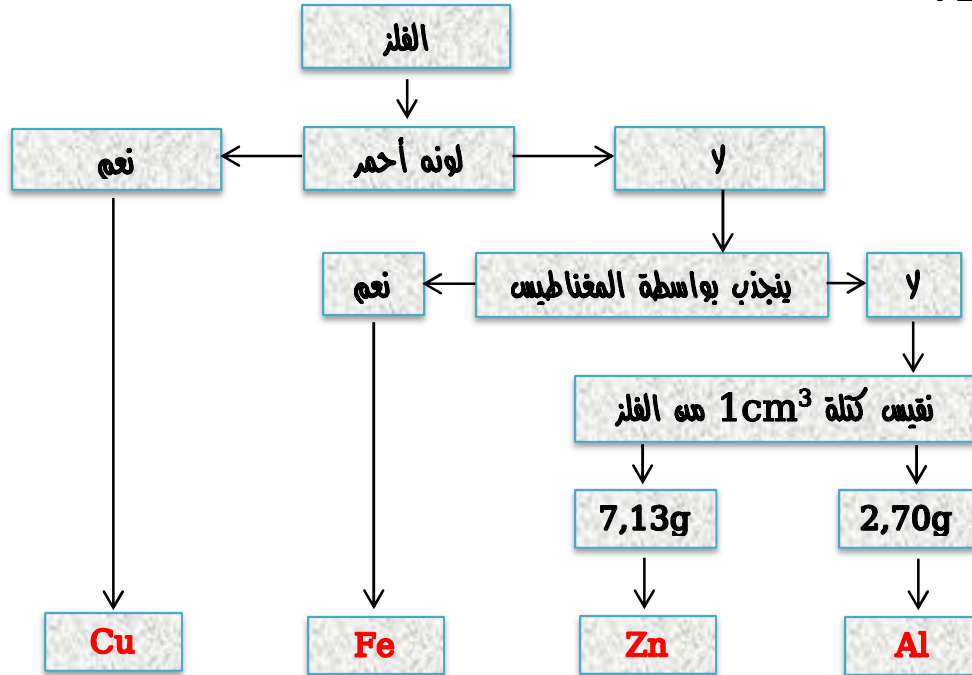 الفلز
نعم
لونه أحمر
لا
نعم
ينجذب بواسطة المغناطيس
لا
نقيس كتلة 1cm³ من الفلز
7,13g
2,70g
Cu
Fe
Zn
Al